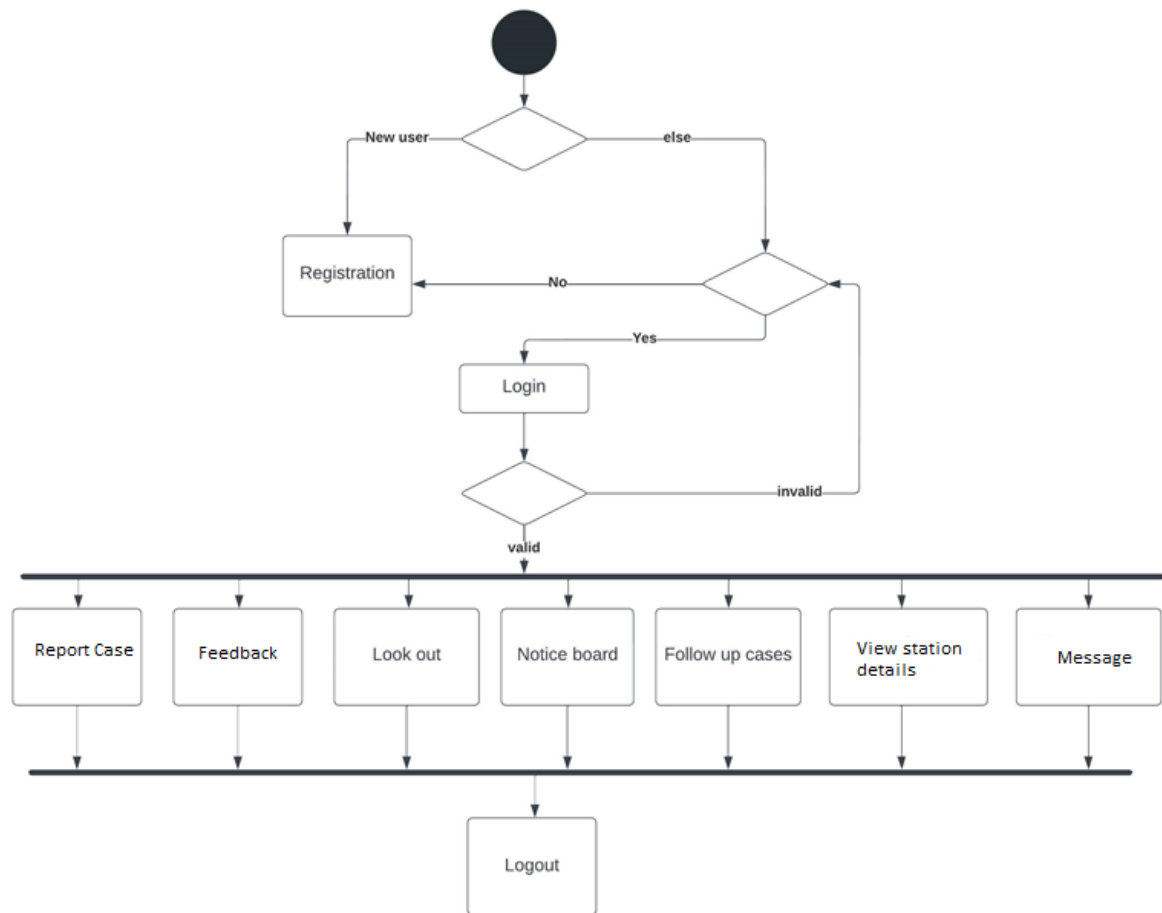 New user
else
Registration
No
Yes
Login
invalid
valid
Report Case
Feedback
Look out
Notice board
Follow up cases
View station
details
Message
Logout